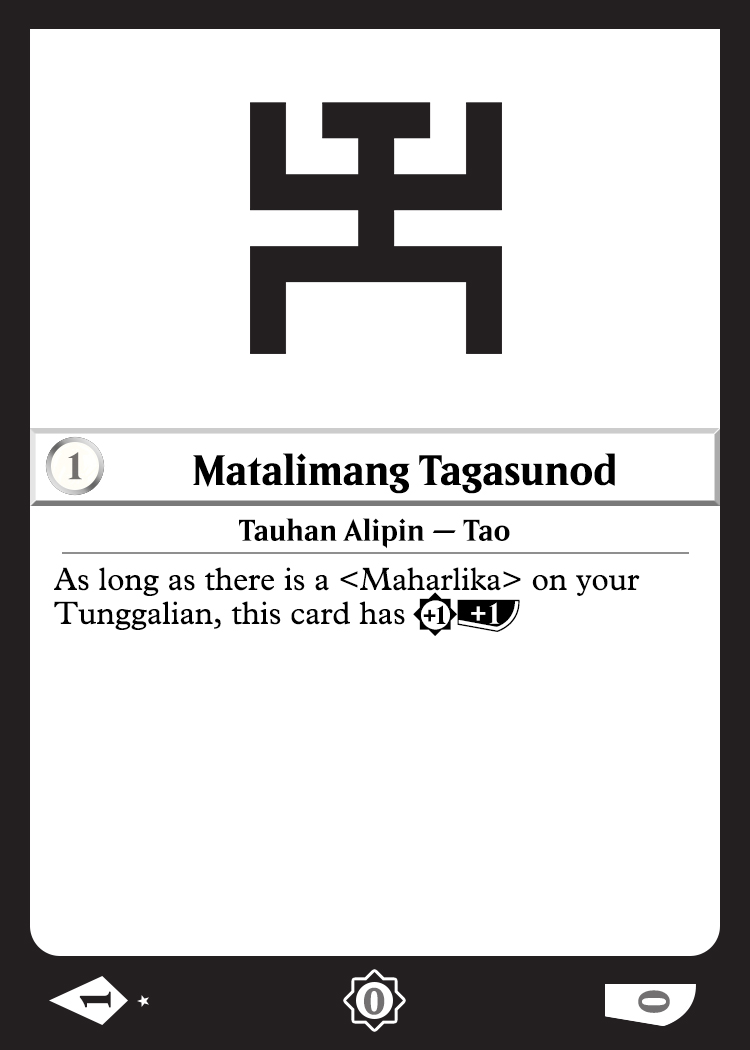 1
Matalimang Tagasunod
Tauhan Alipin — Tao
As long as there is a <Maharlika> on your
Tunggalian, this card has +1 +1
1
0
0